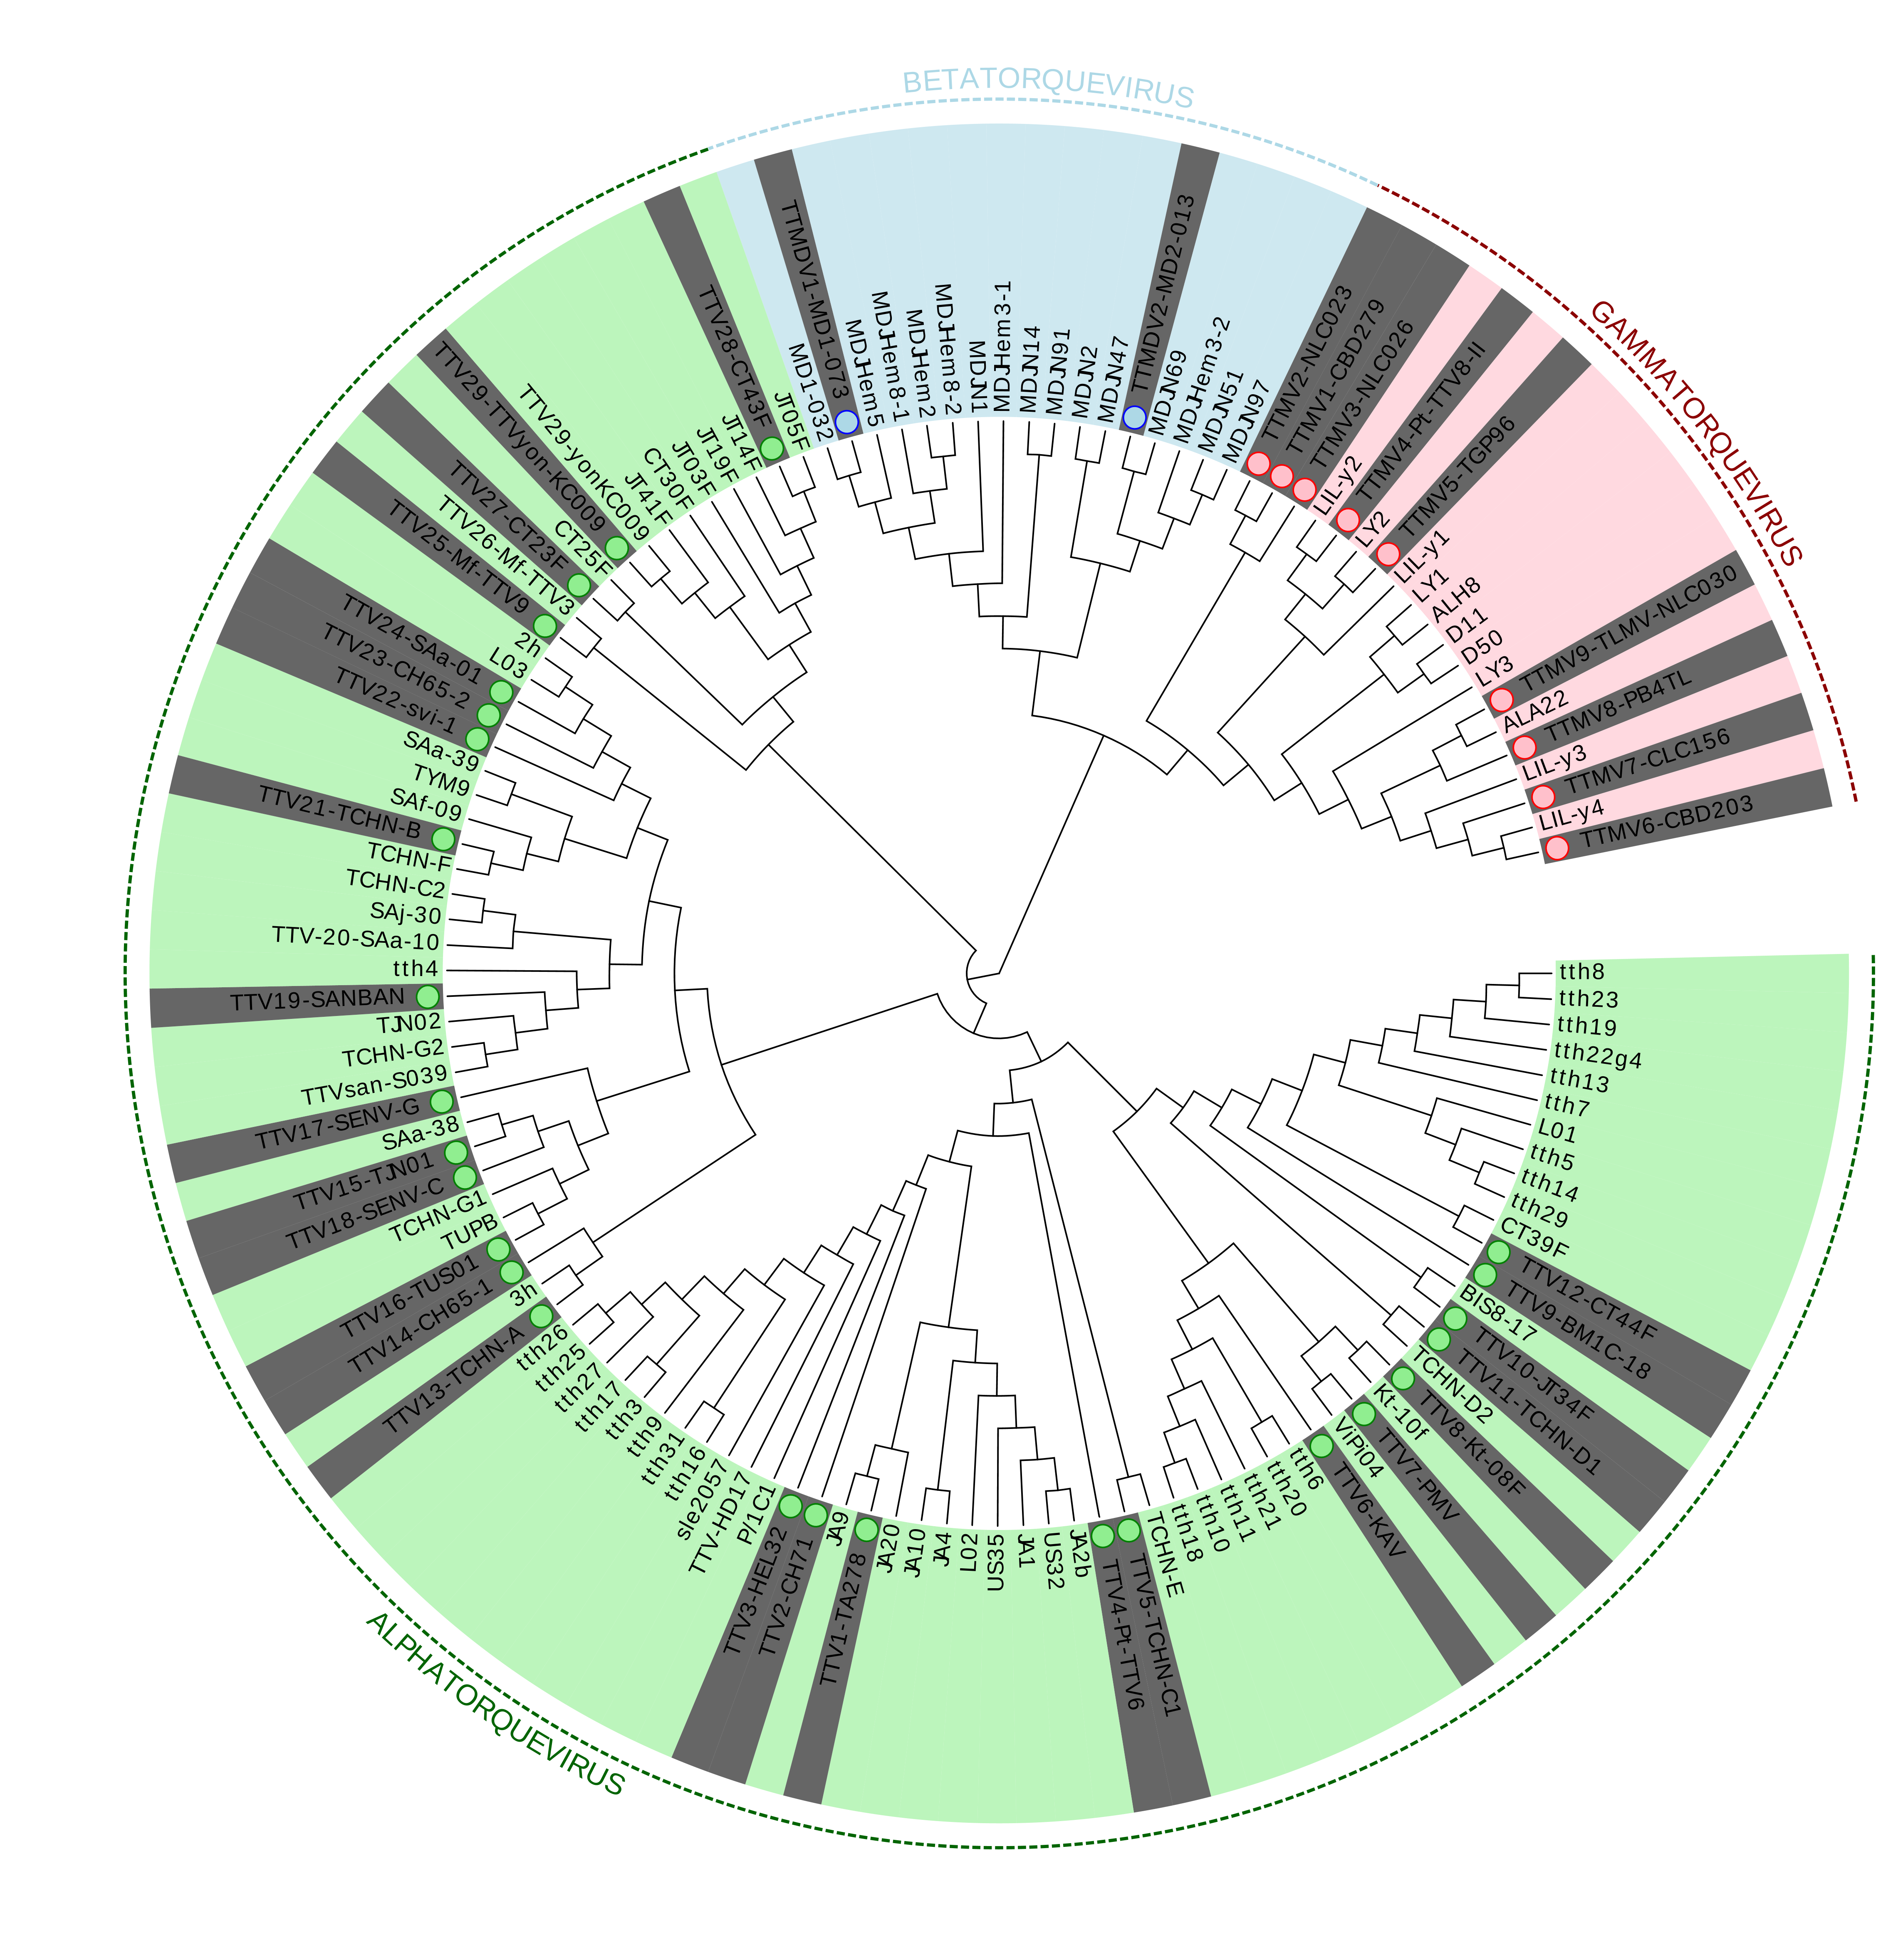 BETATORQUEVIRUS
GAMMATORQUEVIRUS
ALPHATORQUEVIRUS
MD1-032
TTMDV1-MD1-073
MDJHem5
MDJHem8-1
MDJHem2
MDJHem8-2
MDJN1
MDJHem3-1
MDJN14
MDJN91
MDJN2
MDJN47
TTMDV2-MD2-013
MDJN69
MDJHem3-2
MDJN51
MDJN97
TTMV2-NLC023
TTMV1-CBD279
TTMV3-NLC026
LIL-y2
TTMV4-Pt-TTV8-II
LY2
TTMV5-TGP96
LIL-y1
LY1
ALH8
D11
D50
LY3
TTMV9-TLMV-NLC030
ALA22
TTMV8-PB4TL
LIL-y3
TTMV7-CLC156
LIL-y4
TTMV6-CBD203
tth8
tth23
tth19
tth22g4
tth13
tth7
L01
tth5
tth14
tth29
CT39F
TTV12-CT44F
TTV9-BM1C-18
BIS8-17
TTV10-JT34F
TTV11-TCHN-D1
TCHN-D2
TTV8-Kt-08F
Kt-10f
TTV7-PMV
ViPi04
TTV6-KAV
tth6
tth20
tth21
tth11
tth10
tth18
TCHN-E
TTV5-TCHN-C1
TTV4-Pt-TTV6
JA2b
US32
JA1
US35
L02
JA4
JA10
JA20
TTV1-TA278
JA9
TTV2-CH71
TTV3-HEL32
P/1C1
TTV-HD17
sle2057
tth16
tth31
tth9
tth3
tth17
tth27
tth25
tth26
TTV13-TCHN-A
3h
TTV14-CH65-1
TTV16-TUS01
TUPB
TCHN-G1
TTV18-SENV-C
TTV15-TJN01
SAa-38
TTV17-SENV-G
TTVsan-S039
TCHN-G2
TJN02
TTV19-SANBAN
tth4
TTV-20-SAa-10
SAj-30
TCHN-C2
TCHN-F
TTV21-TCHN-B
SAf-09
TYM9
SAa-39
TTV22-svi-1
TTV23-CH65-2
TTV24-SAa-01
L03
2h
TTV25-Mf-TTV9
TTV26-Mf-TTV3
TTV27-CT23F
CT25F
TTV29-TTVyon-KC009
TTV29-yonKC009
JT41F
CT30F
JT03F
JT19F
JT14F
TTV28-CT43F
JT05F